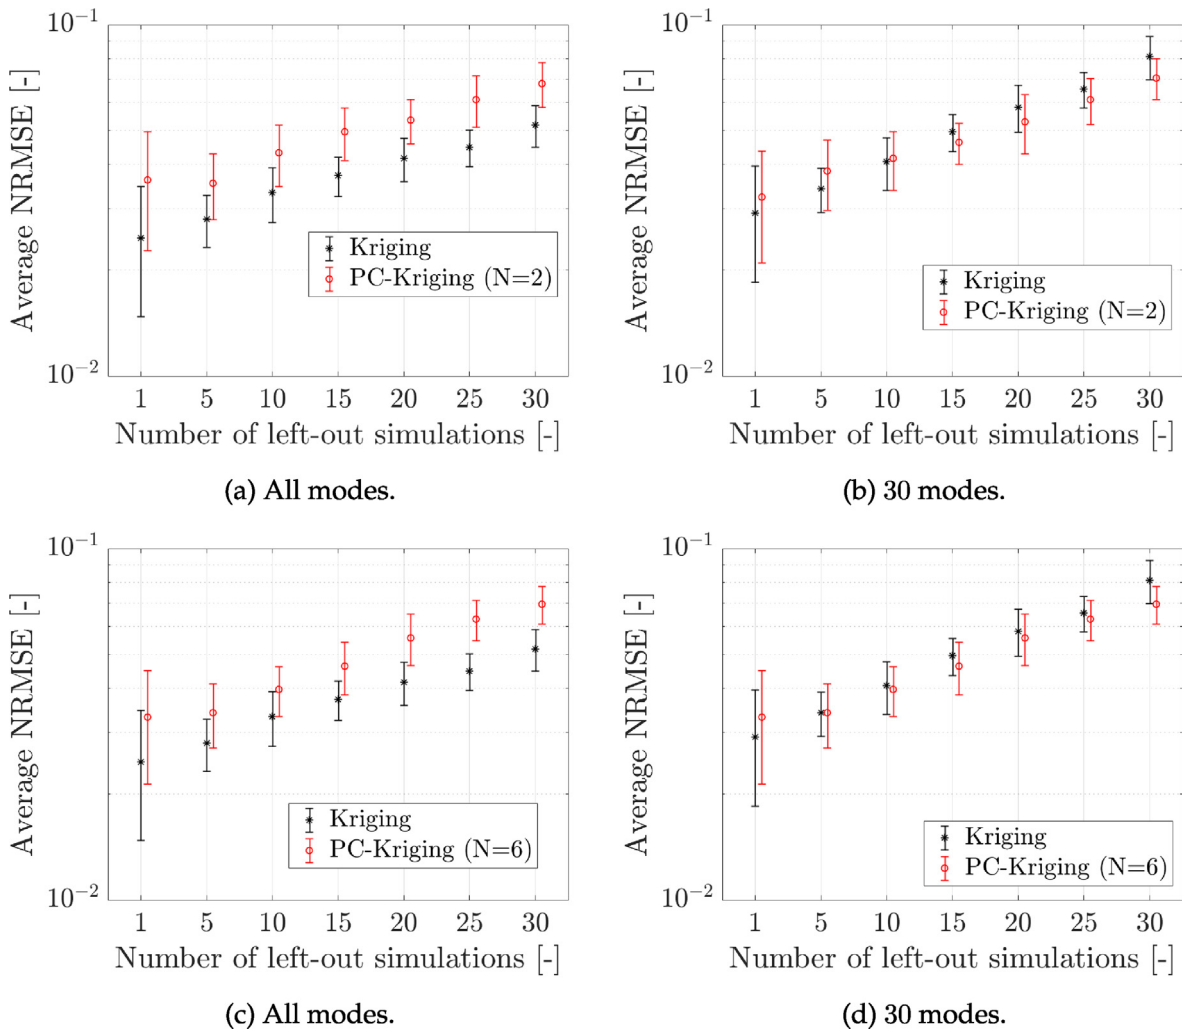 10⁻¹
Average NRMSE [-]
Kriging
PC-Kriging (N=2)
10⁻²
1 5 10 15 20 25 30
Number of left-out simulations [-]
(a) All modes.
10⁻¹
Average NRMSE [-]
Kriging
PC-Kriging (N=2)
10⁻²
1 5 10 15 20 25 30
Number of left-out simulations [-]
(b) 30 modes.
10⁻¹
Average NRMSE [-]
Kriging
PC-Kriging (N=6)
10⁻²
1 5 10 15 20 25 30
Number of left-out simulations [-]
(c) All modes.
10⁻¹
Average NRMSE [-]
Kriging
PC-Kriging (N=6)
10⁻²
1 5 10 15 20 25 30
Number of left-out simulations [-]
(d) 30 modes.